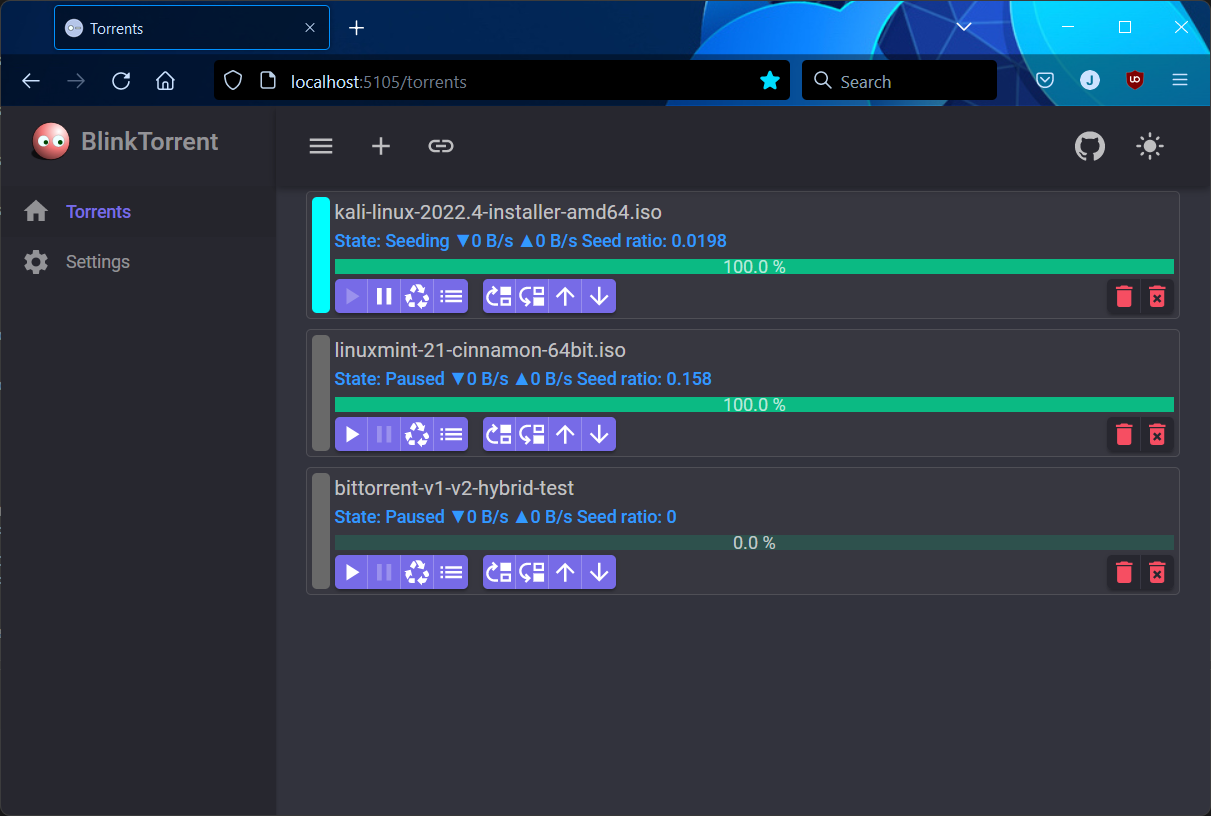 Torrents
localhost:5105/torrents
Search
J
BlinkTorrent
Torrents
Settings
kali-linux-2022.4-installer-amd64.iso
State: Seeding ▼0 B/s ▲0 B/s Seed ratio: 0.0198
100.0 %
linuxmint-21-cinnamon-64bit.iso
State: Paused ▼0 B/s ▲0 B/s Seed ratio: 0.158
100.0 %
bittorrent-v1-v2-hybrid-test
State: Paused ▼0 B/s ▲0 B/s Seed ratio: 0
0.0 %